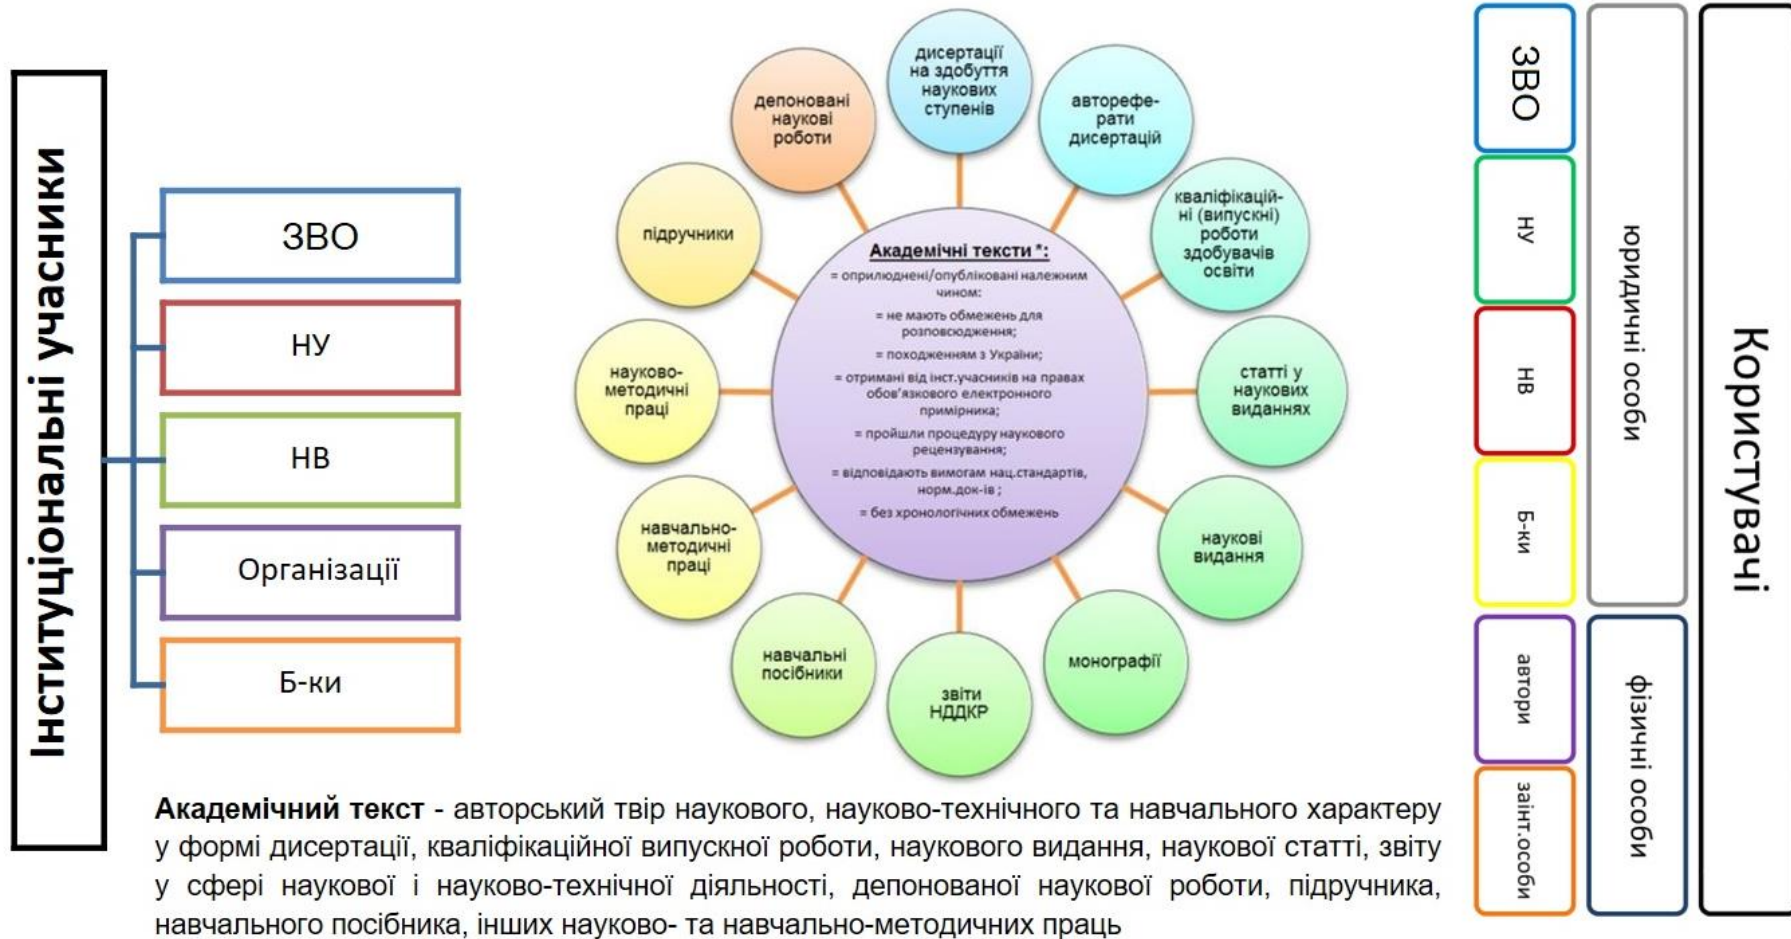 Інституціональні учасники
ЗВО
НУ
НВ
Організації
Б-ки
дисертації
на здобуття
наукових
ступенів
авторефе-
рати
дисертацій
кваліфікацій-
ні (випускні)
роботи
здобувачів
освіти
статті у
наукових
виданнях
наукові
видання
монографії
звіти
НДДКР
навчальні
посібники
навчально-
методичні
праці
науково-
методичні
праці
підручники
депоновані
наукові
роботи
Академічні тексти *:
= оприлюднені/опубліковані належним
чином:
= не мають обмежень для
розповсюдження;
= походженням з України;
= отримані від інст.учасників на правах
обов’язкового електронного
примірника;
= пройшли процедуру наукового
рецензування;
= відповідають вимогам нац.стандартів,
норм.док-ів ;
= без хронологічних обмежень
ЗВО
НУ
НВ
Б-ки
автори
заінт.особи
юридичні особи
фізичні особи
Користувачі
Академічний текст - авторський твір наукового, науково-технічного та навчального характеру
у формі дисертації, кваліфікаційної випускної роботи, наукового видання, наукової статті, звіту
у сфері наукової і науково-технічної діяльності, депонованої наукової роботи, підручника,
навчального посібника, інших науково- та навчально-методичних праць